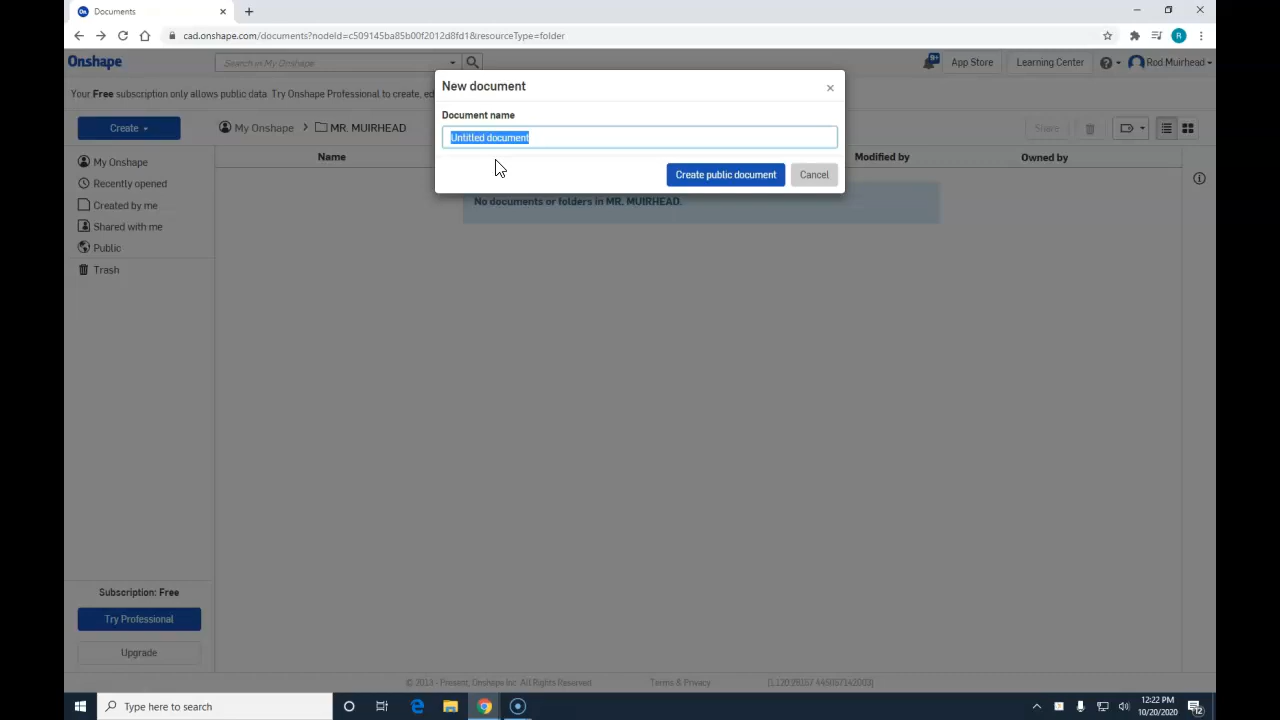 Documents
cad.onshape.com/documents?nodeId=c509145ba85b00f2012d8fd1&resourceType=folder
R
Onshape
Search in My Onshape
App Store
Learning Center
Rod Muirhead
Your Free subscription only allows public data Try Onshape Professional to create, ed
New document
Document name
Untitled document
Create public document
Cancel
Create
My Onshape
MR. MUIRHEAD
Share
Name
Modified by
Owned by
No documents or folders in MR. MUIRHEAD.
My Onshape
Recently opened
Created by me
Shared with me
Public
Trash
Subscription: Free
Try Professional
Upgrade
© 2013 - Present, Onshape Inc. All Rights Reserved.
Terms & Privacy
Type here to search
12:22 PM
10/20/2020